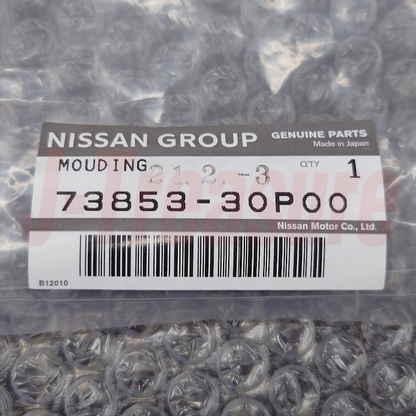 NISSAN GROUP GENUINE PARTS
Made in Japan
MOUDING 21.2.-3 QTY 1
73853-30P00
Nissan Motor Co., Ltd.
B12010